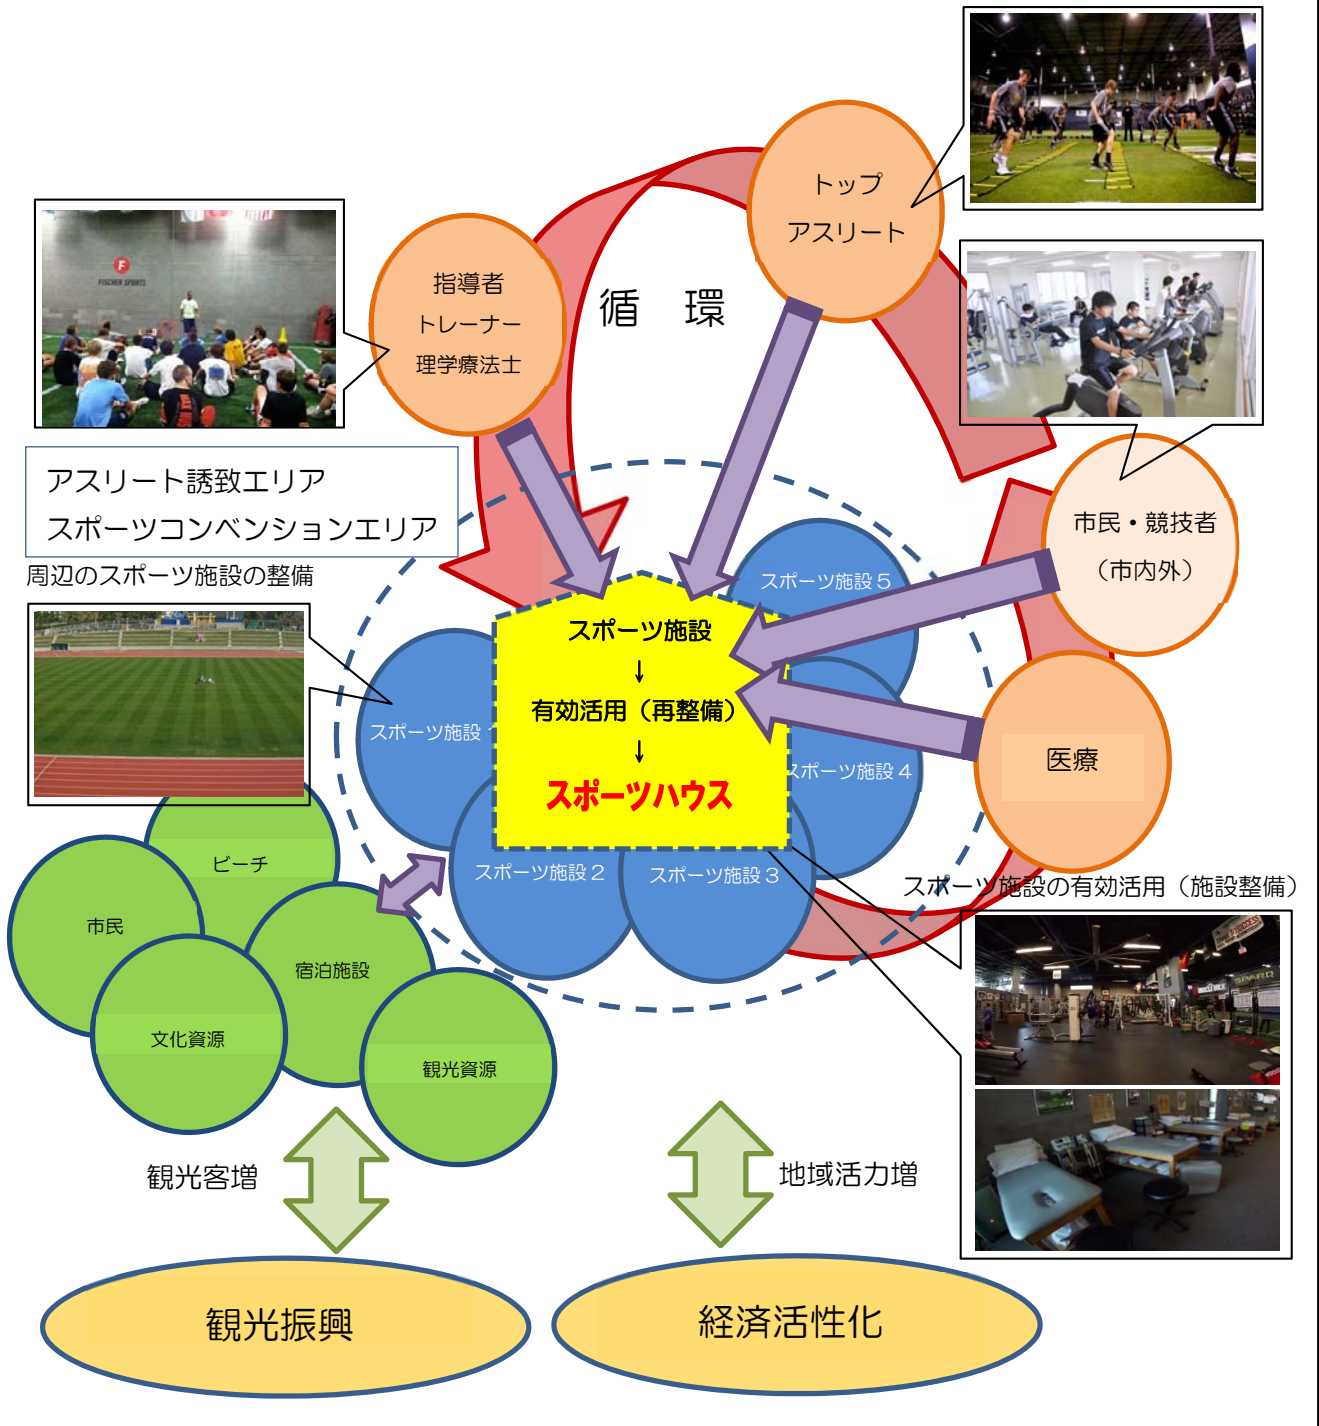 トップ
アスリート
FISCHER SPORTS
指導者
トレーナー
理学療法士
循　環
アスリート誘致エリア
スポーツコンベンションエリア
周辺のスポーツ施設の整備
市民・競技者
（市内外）
スポーツ施設５
スポーツ施設
↓
有効活用（再整備）
↓
スポーツハウス
スポーツ施設１
スポーツ施設４
医療
スポーツ施設２
スポーツ施設３
スポーツ施設の有効活用（施設整備）
ビーチ
市民
宿泊施設
文化資源
観光資源
観光客増
地域活力増
観光振興
経済活性化